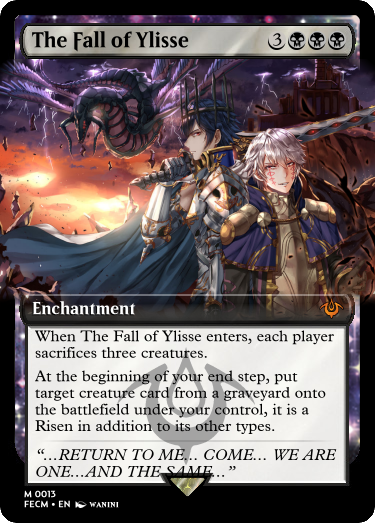 The Fall of Ylisse 3
Enchantment
When The Fall of Ylisse enters, each player
sacrifices three creatures.
At the beginning of your end step, put
target creature card from a graveyard onto
the battlefield under your control, it is a
Risen in addition to its other types.
“…RETURN TO ME… COME… WE ARE
ONE…AND THE SAME…”
M 0013
FECM • EN WANINI